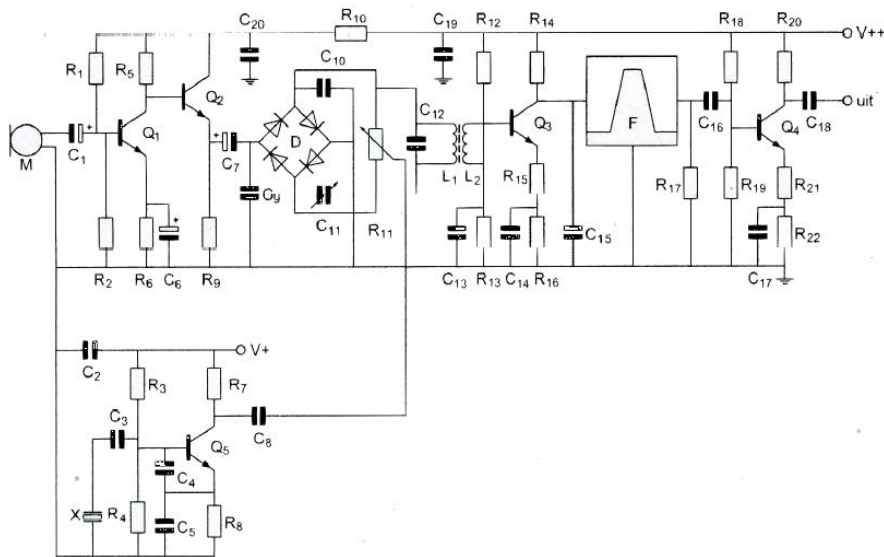 C20 R10 C19 R12 R14 R18 R20
V++
R1 R5 C10
Q2 C12 uit
Q1 Q3 F C16 Q4 C18
C1 C7 D
M L1 L2 R15
Cy R17 R19 R21
C11 R11
C15 R22
R2 R6 C6 R9 C13 R13 C14 R16 C17
V+
C2 R3 R7
C3 C8
Q5
C4
X R4 C5 R8
+
+
+